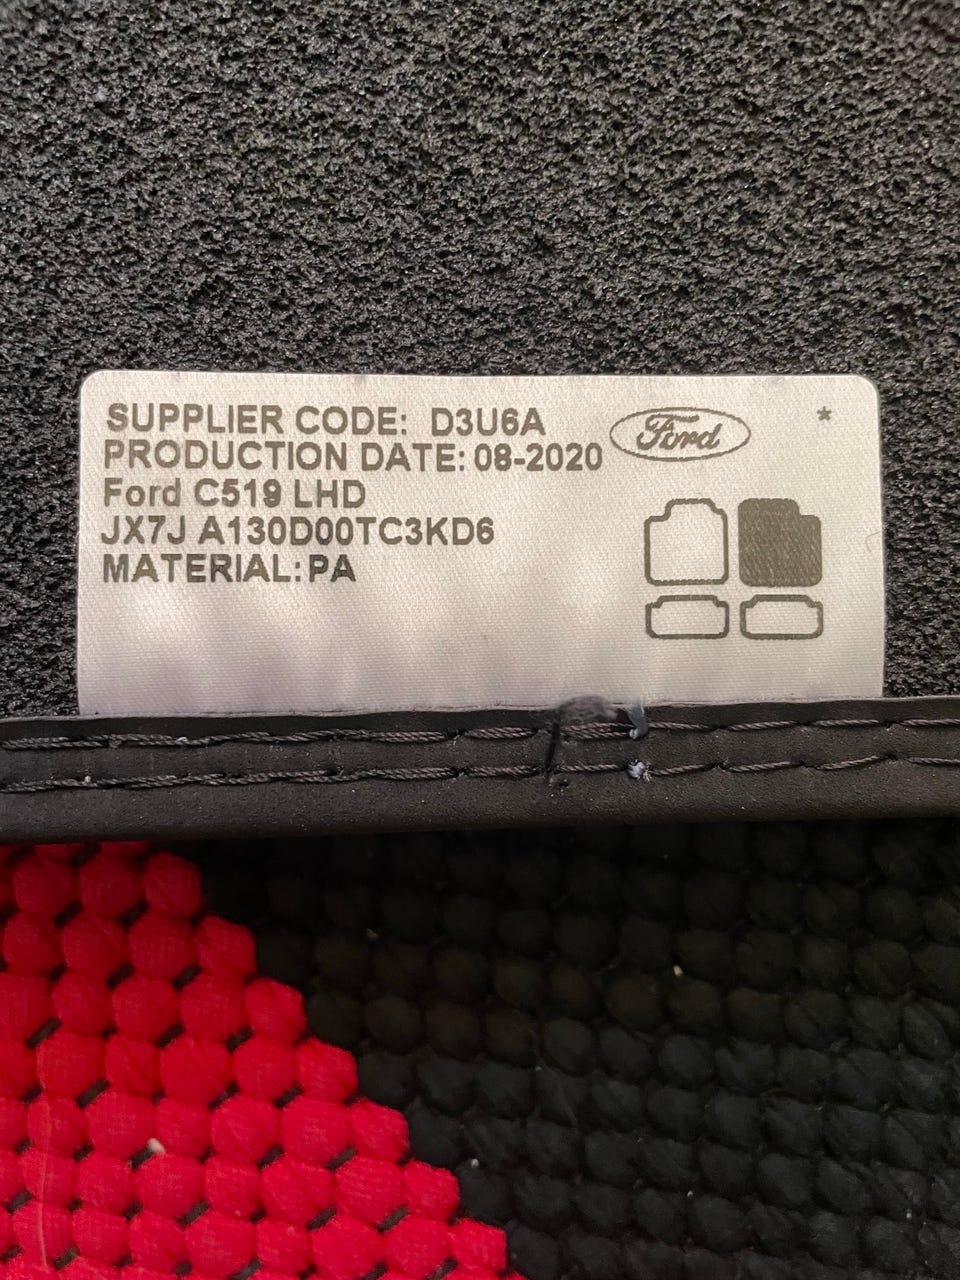 SUPPLIER CODE: D3U6A
PRODUCTION DATE: 08-2020
Ford
*
Ford C519 LHD
JX7J A130D00TC3KD6
MATERIAL: PA